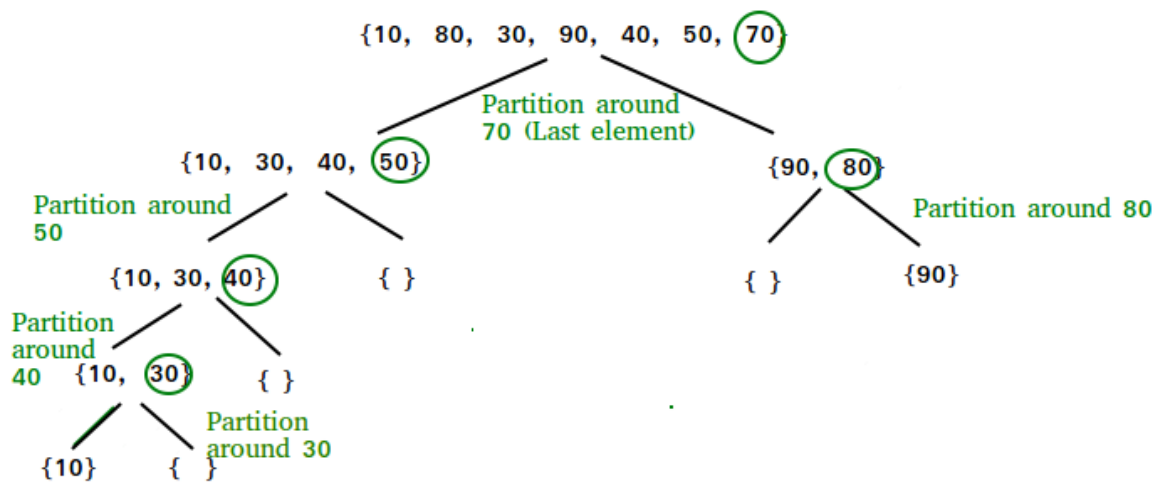 {10, 80, 30, 90, 40, 50, 70}
Partition around
70 (Last element)
{10, 30, 40, 50}
{90, 80}
Partition around
50
Partition around 80
{10, 30, 40}
{ }
{ }
{90}
Partition
around
40
{10, 30}
{ }
Partition
around 30
{10}
{ }